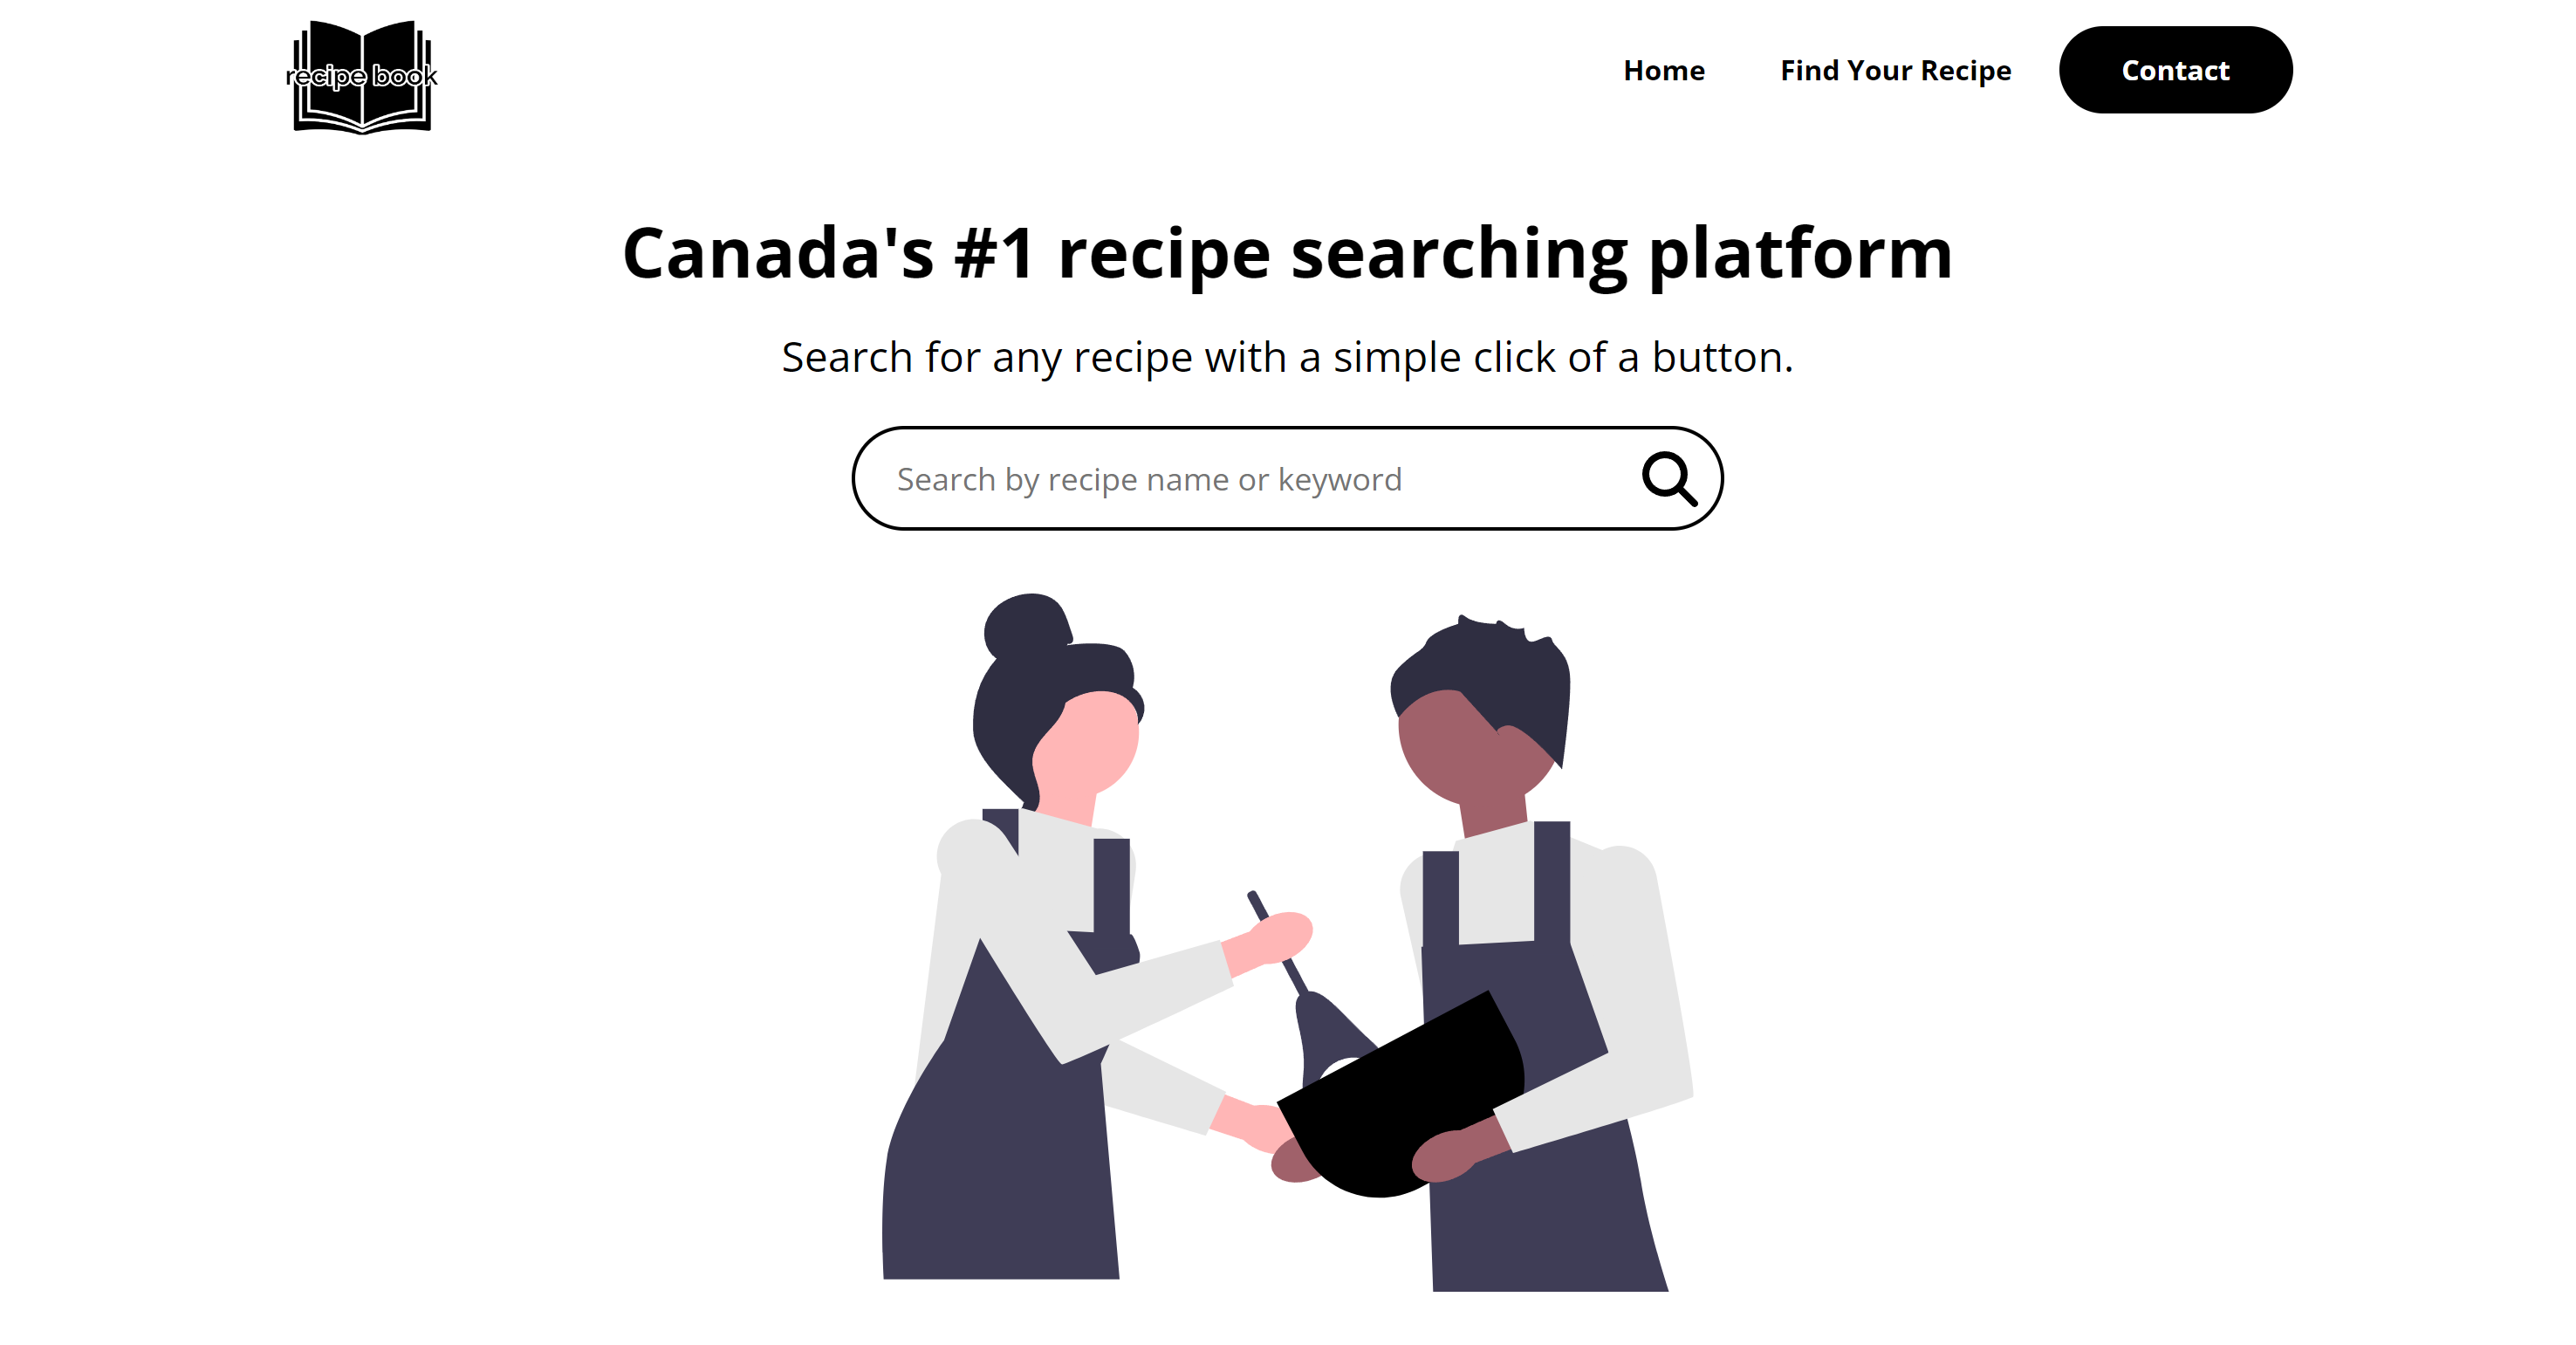 recipe book
Home
Find Your Recipe
Contact
Canada's #1 recipe searching platform
Search for any recipe with a simple click of a button.
Search by recipe name or keyword